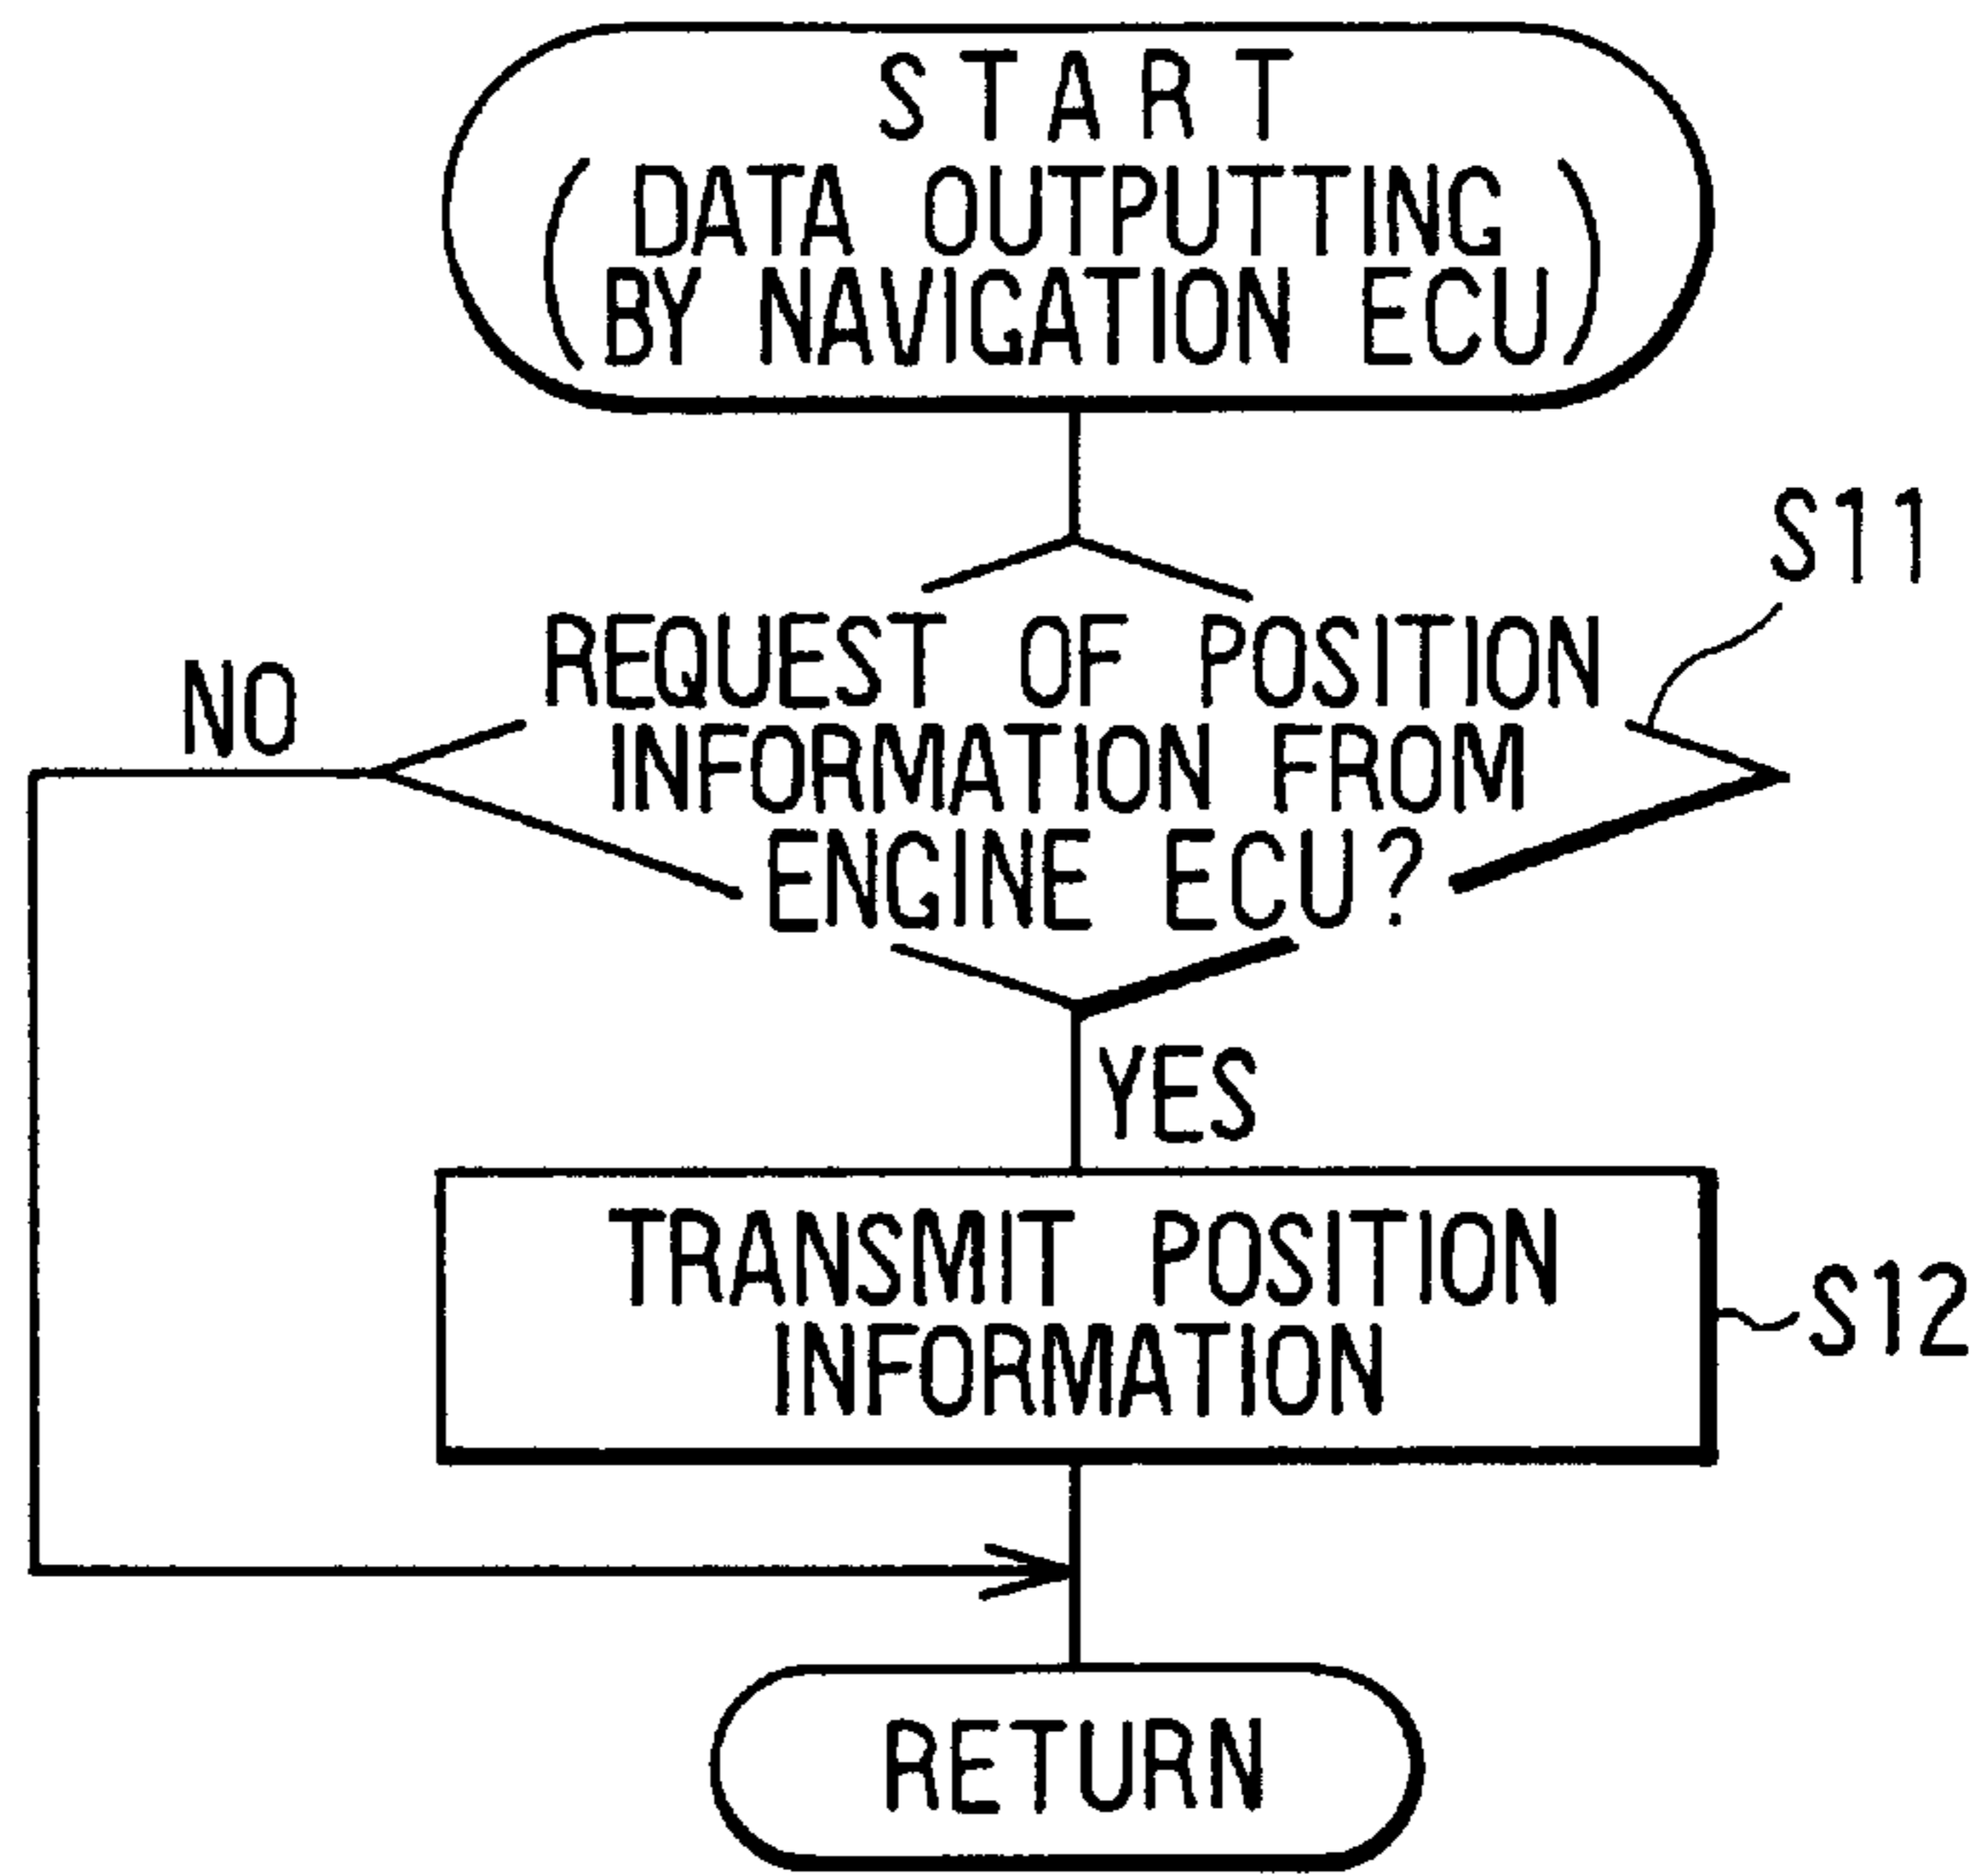 START
(DATA OUTPUTTING
BY NAVIGATION ECU)
S11
REQUEST OF POSITION
NO
INFORMATION FROM
ENGINE ECU?
YES
TRANSMIT POSITION
S12
INFORMATION
RETURN